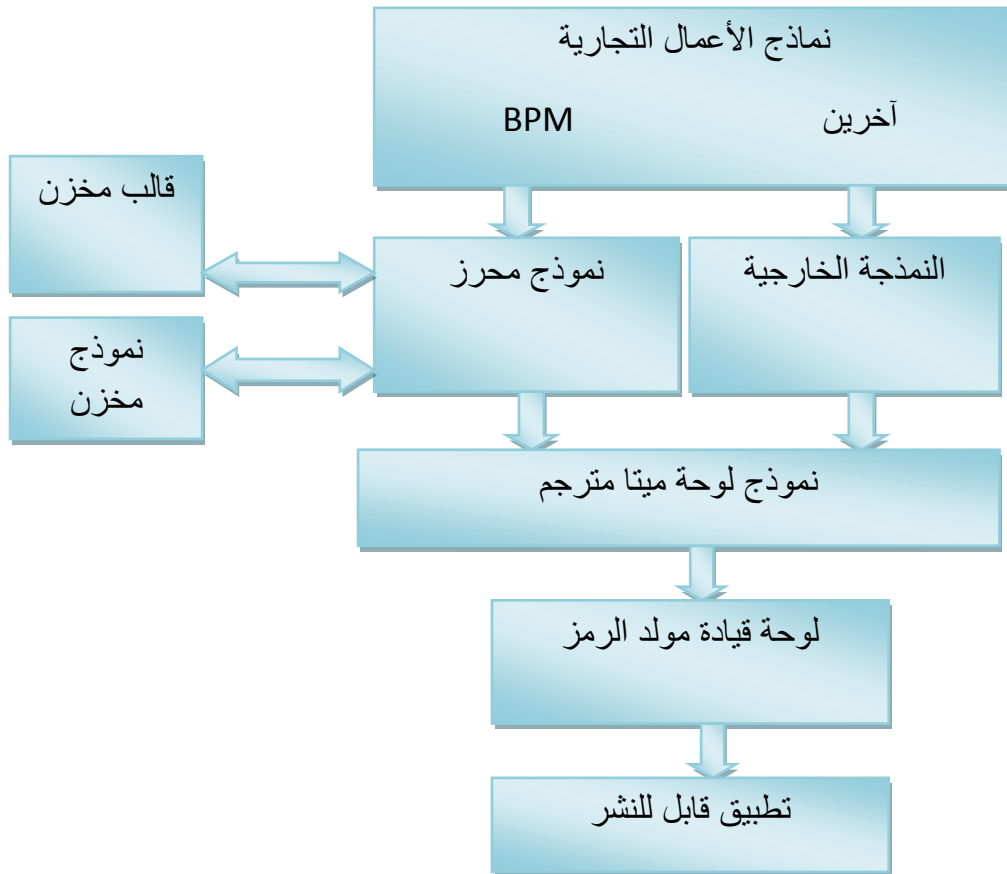 نماذج الأعمال التجارية
آخرين BPM
قالب مخزن
النمذجة الخارجية
نموذج محرز
نموذج
مخزن
نموذج لوحة ميتا مترجم
لوحة قيادة مولد الرمز
تطبيق قابل للنشر